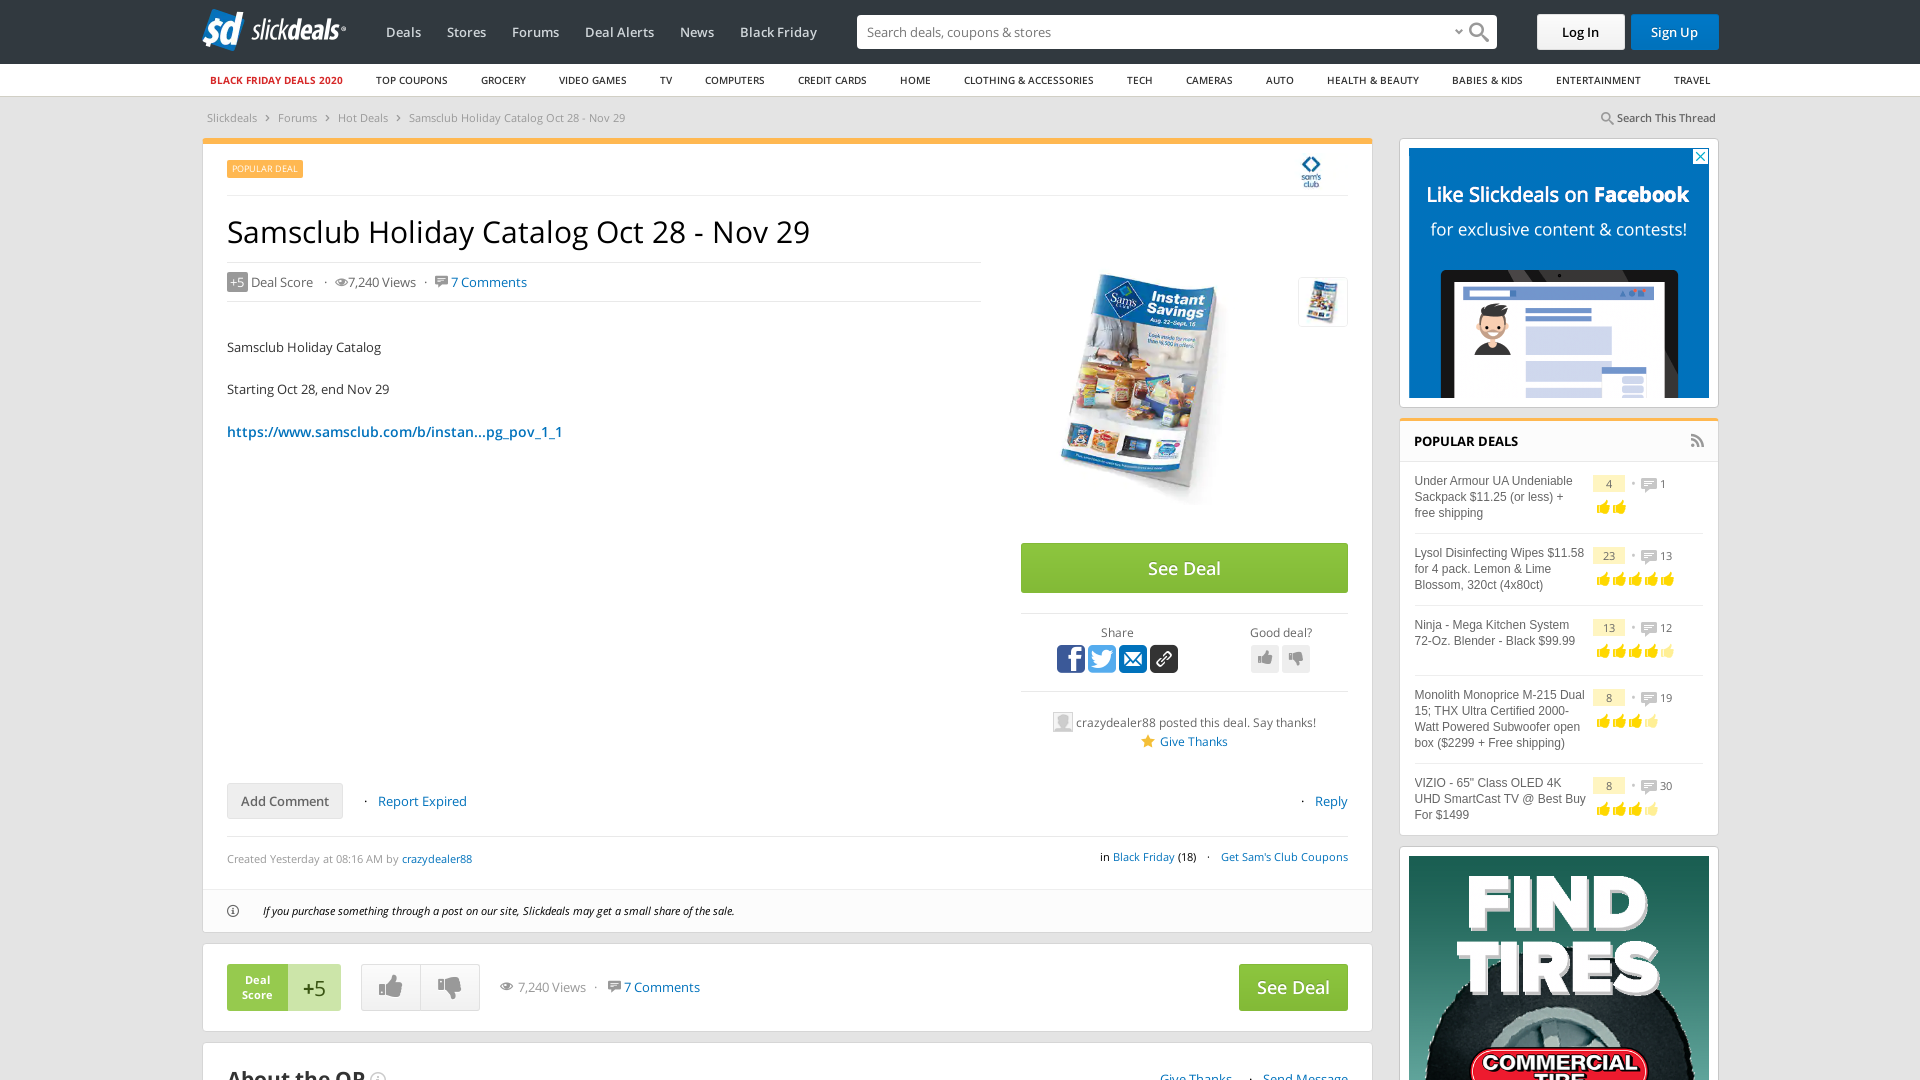 slickdeals
Deals
Stores
Forums
Deal Alerts
News
Black Friday
Search deals, coupons & stores
Log In
Sign Up
BLACK FRIDAY DEALS 2020
TOP COUPONS
GROCERY
VIDEO GAMES
TV
COMPUTERS
CREDIT CARDS
HOME
CLOTHING & ACCESSORIES
TECH
CAMERAS
AUTO
HEALTH & BEAUTY
BABIES & KIDS
ENTERTAINMENT
TRAVEL
Slickdeals › Forums › Hot Deals › Samsclub Holiday Catalog Oct 28 - Nov 29
Search This Thread
POPULAR DEAL
sam's club
Samsclub Holiday Catalog Oct 28 - Nov 29
+5 Deal Score · 7,240 Views · 7 Comments
Samsclub Holiday Catalog
Starting Oct 28, end Nov 29
https://www.samsclub.com/b/instan...pg_pov_1_1
Sam's
Instant
Savings
Aug. 22-Sept. 16
See Deal
Share
Good deal?
crazydealer88 posted this deal. Say thanks!
Give Thanks
Add Comment · Report Expired
· Reply
Created Yesterday at 08:16 AM by crazydealer88
in Black Friday (18) · Get Sam's Club Coupons
If you purchase something through a post on our site, Slickdeals may get a small share of the sale.
Deal
Score
+5
7,240 Views · 7 Comments
See Deal
About the OP
Give Thanks · Send Message
Like Slickdeals on Facebook
for exclusive content & contests!
POPULAR DEALS
Under Armour UA Undeniable
Sackpack $11.25 (or less) +
free shipping
4 • 1
Lysol Disinfecting Wipes $11.58
for 4 pack. Lemon & Lime
Blossom, 320ct (4x80ct)
23 • 13
Ninja - Mega Kitchen System
72-Oz. Blender - Black $99.99
13 • 12
Monolith Monoprice M-215 Dual
15; THX Ultra Certified 2000-
Watt Powered Subwoofer open
box ($2299 + Free shipping)
8 • 19
VIZIO - 65" Class OLED 4K
UHD SmartCast TV @ Best Buy
For $1499
8 • 30
FIND
TIRES
COMMERCIAL
TIRE